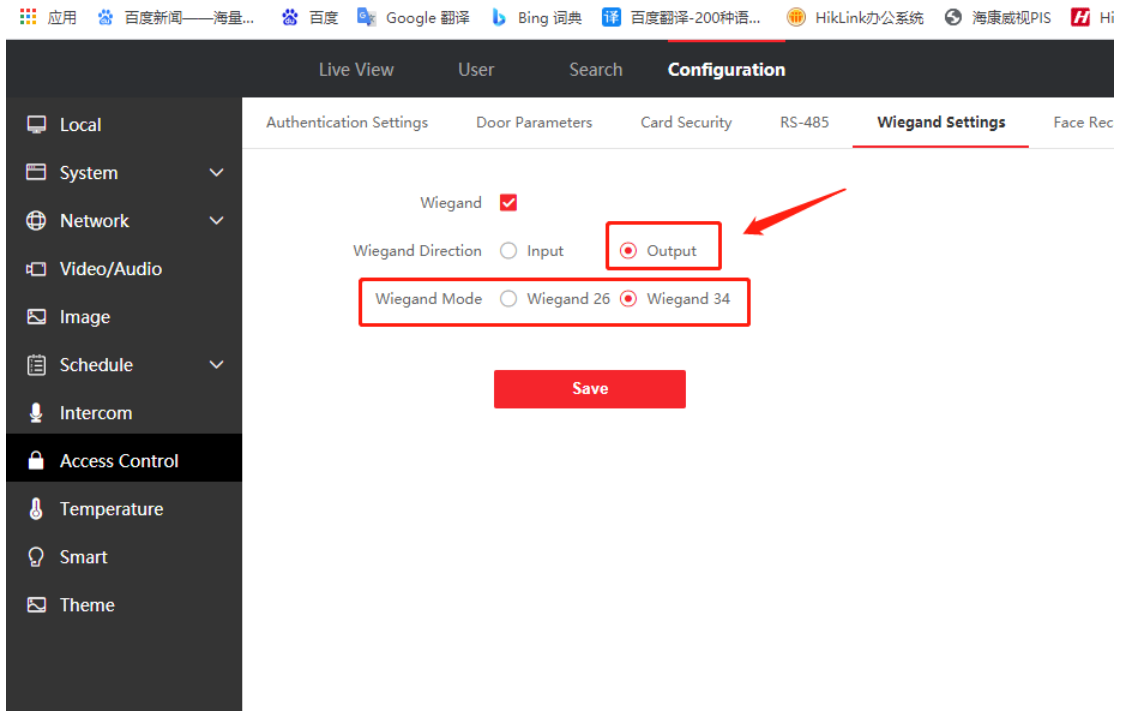 应用 百度新闻——海量... 百度 Google 翻译 Bing 词典 译 百度翻译-200种语... HikLink办公系统 海康威视PIS H Hi
Live View User Search Configuration
Local
System
Network
Video/Audio
Image
Schedule
Intercom
Access Control
Temperature
Smart
Theme
Authentication Settings Door Parameters Card Security RS-485 Wiegand Settings Face Rec
Wiegand
Wiegand Direction Input Output
Wiegand Mode Wiegand 26 Wiegand 34
Save